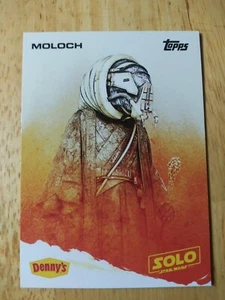 MOLOCH
Topps
Denny's
SOLO
A STAR WARS STORY